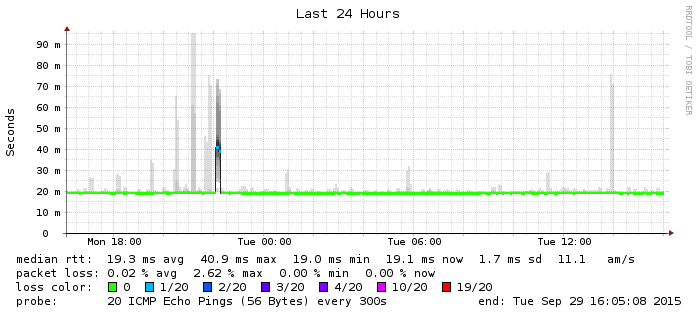 Last 24 Hours
RRDTOOL / TOBI OETIKER
Seconds
90 m
80 m
70 m
60 m
50 m
40 m
30 m
20 m
10 m
0
Mon 18:00 Tue 00:00 Tue 06:00 Tue 12:00
median rtt: 19.3 ms avg 40.9 ms max 19.0 ms min 19.1 ms now 1.7 ms sd 11.1 am/s
packet loss: 0.02 % avg 2.62 % max 0.00 % min 0.00 % now
loss color: 0 1/20 2/20 3/20 4/20 10/20 19/20
probe: 20 ICMP Echo Pings (56 Bytes) every 300s end: Tue Sep 29 16:05:08 2015